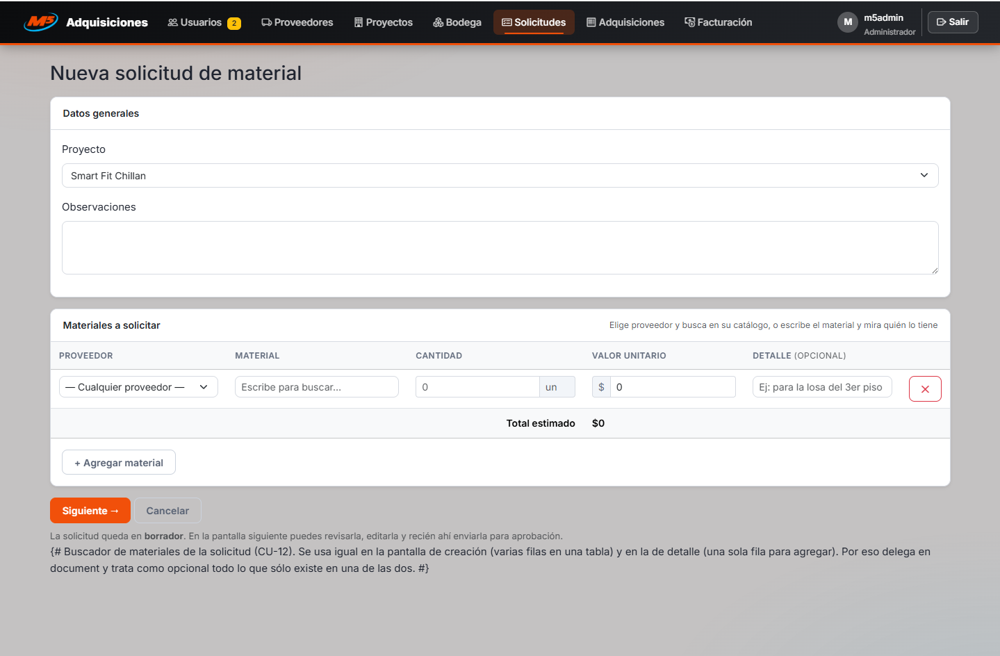 M5 Adquisiciones Usuarios 2 Proveedores Proyectos Bodega Solicitudes Adquisiciones Facturación M m5admin Administrador Salir
Nueva solicitud de material
Datos generales
Proyecto
Smart Fit Chillan
Observaciones
Materiales a solicitar Elige proveedor y busca en su catálogo, o escribe el material y mira quién lo tiene
PROVEEDOR MATERIAL CANTIDAD VALOR UNITARIO DETALLE (OPCIONAL)
— Cualquier proveedor — Escribe para buscar... 0 un $ 0 Ej: para la losa del 3er piso
Total estimado $0
+ Agregar material
Siguiente → Cancelar
La solicitud queda en borrador. En la pantalla siguiente puedes revisarla, editarla y recién ahí enviarla para aprobación.
{# Buscador de materiales de la solicitud (CU-12). Se usa igual en la pantalla de creación (varias filas en una tabla) y en la de detalle (una sola fila para agregar). Por eso delega en
document y trata como opcional todo lo que sólo existe en una de las dos. #}